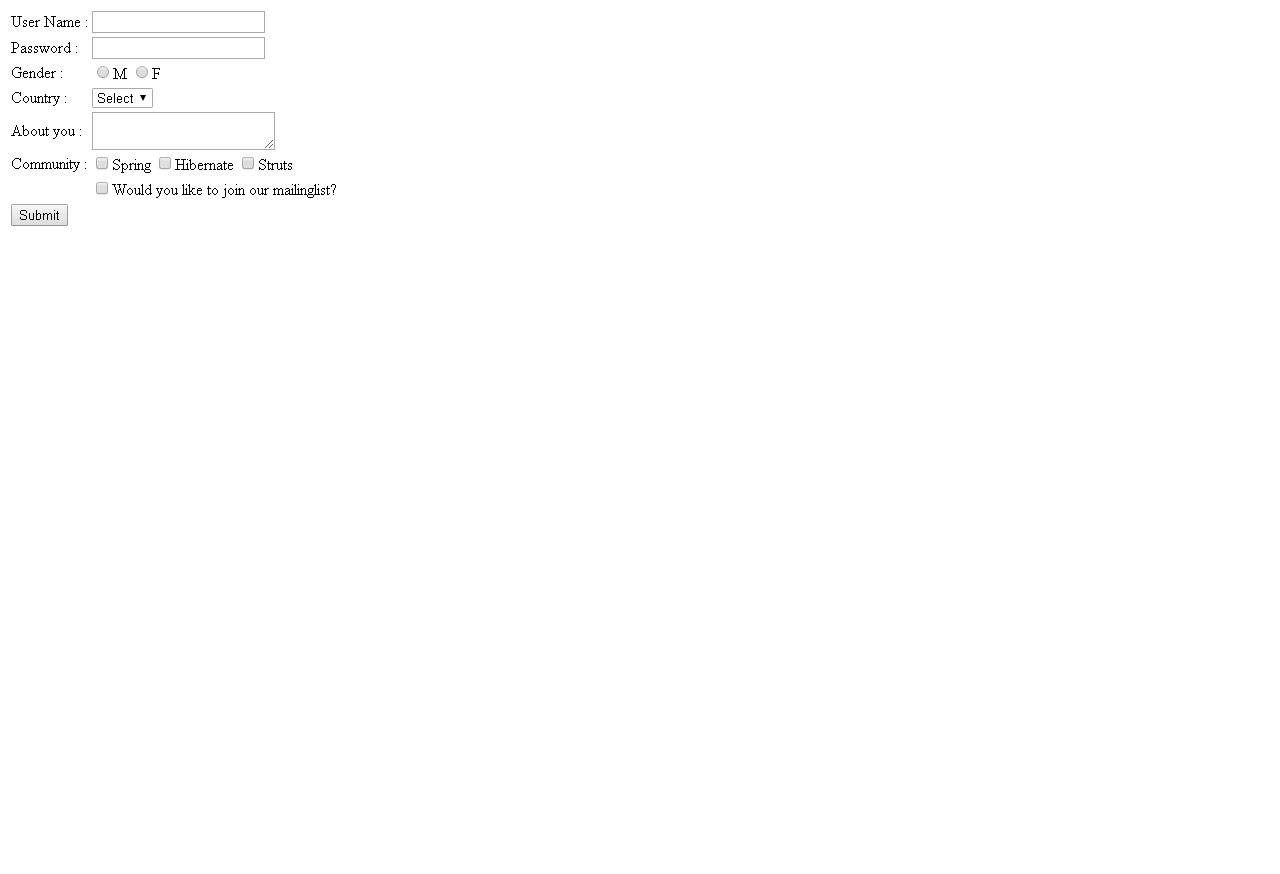 User Name :
Password :
Gender : M F
Country : Select
About you :
Community : Spring Hibernate Struts
Would you like to join our mailinglist?
Submit